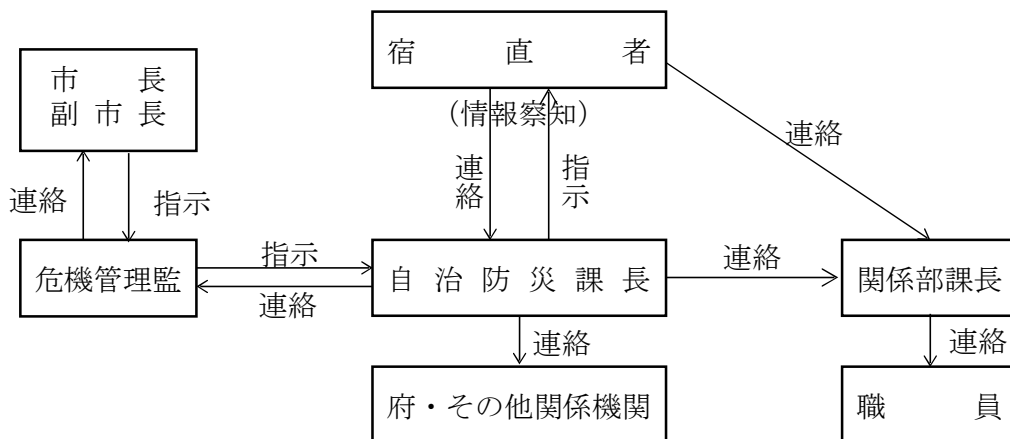 宿直者
市長
副市長
(情報察知)
連絡
連絡
指示
連絡
指示
危機管理監
指示
連絡
自治防災課長
連絡
関係部課長
連絡
連絡
府・その他関係機関
職員